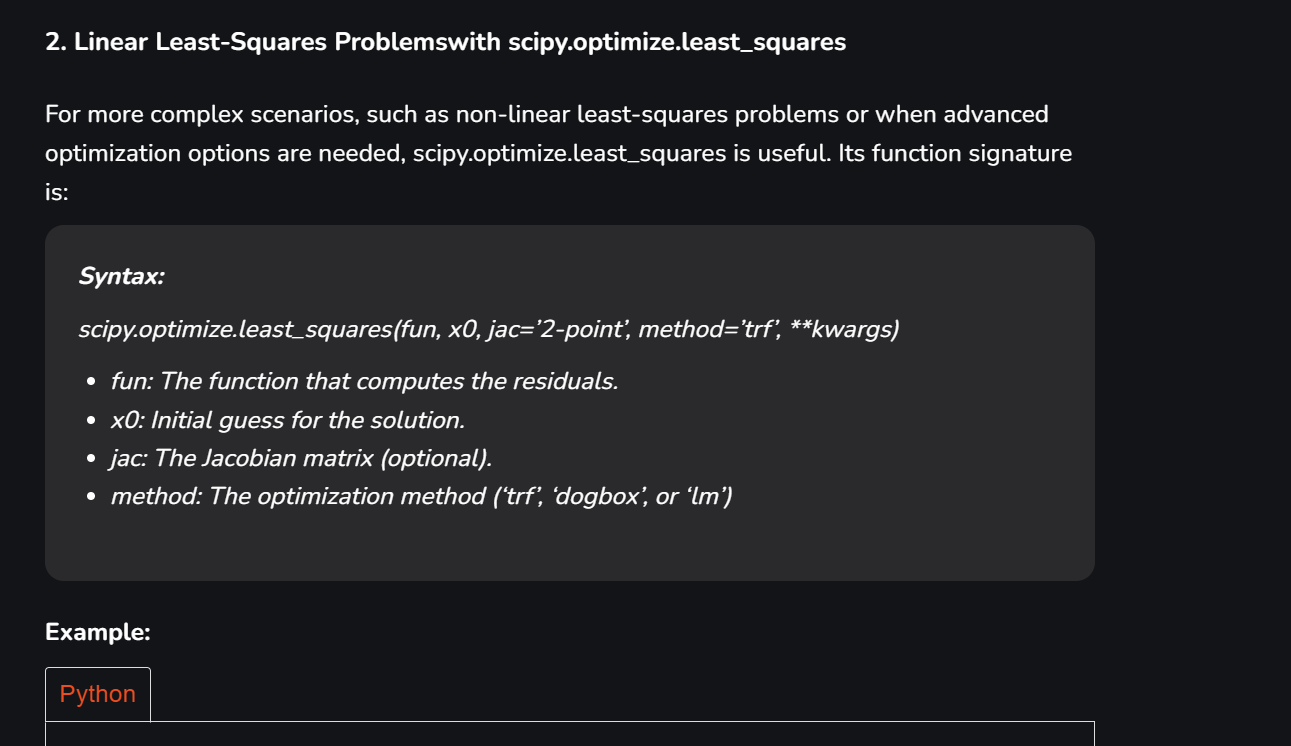 2. Linear Least-Squares Problemswith scipy.optimize.least_squares
For more complex scenarios, such as non-linear least-squares problems or when advanced
optimization options are needed, scipy.optimize.least_squares is useful. Its function signature
is:
Syntax:
scipy.optimize.least_squares(fun, x0, jac=’2-point’, method=’trf’, **kwargs)
• fun: The function that computes the residuals.
• x0: Initial guess for the solution.
• jac: The Jacobian matrix (optional).
• method: The optimization method (‘trf’, ‘dogbox’, or ‘lm’)
Example:
Python